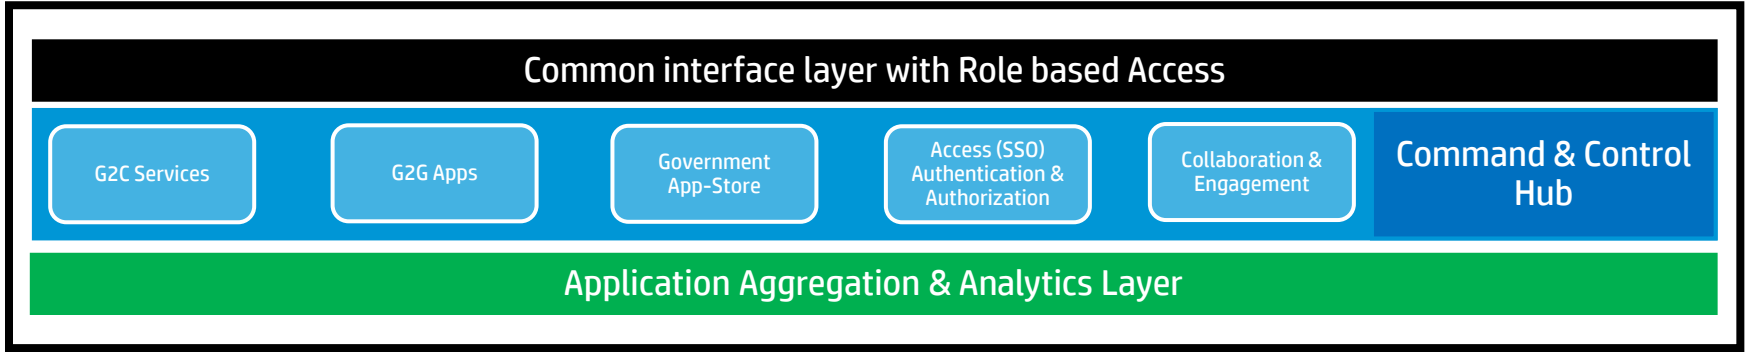 Common interface layer with Role based Access
G2C Services
G2G Apps
Government
App-Store
Access (SSO)
Authentication &
Authorization
Collaboration &
Engagement
Command & Control
Hub
Application Aggregation & Analytics Layer